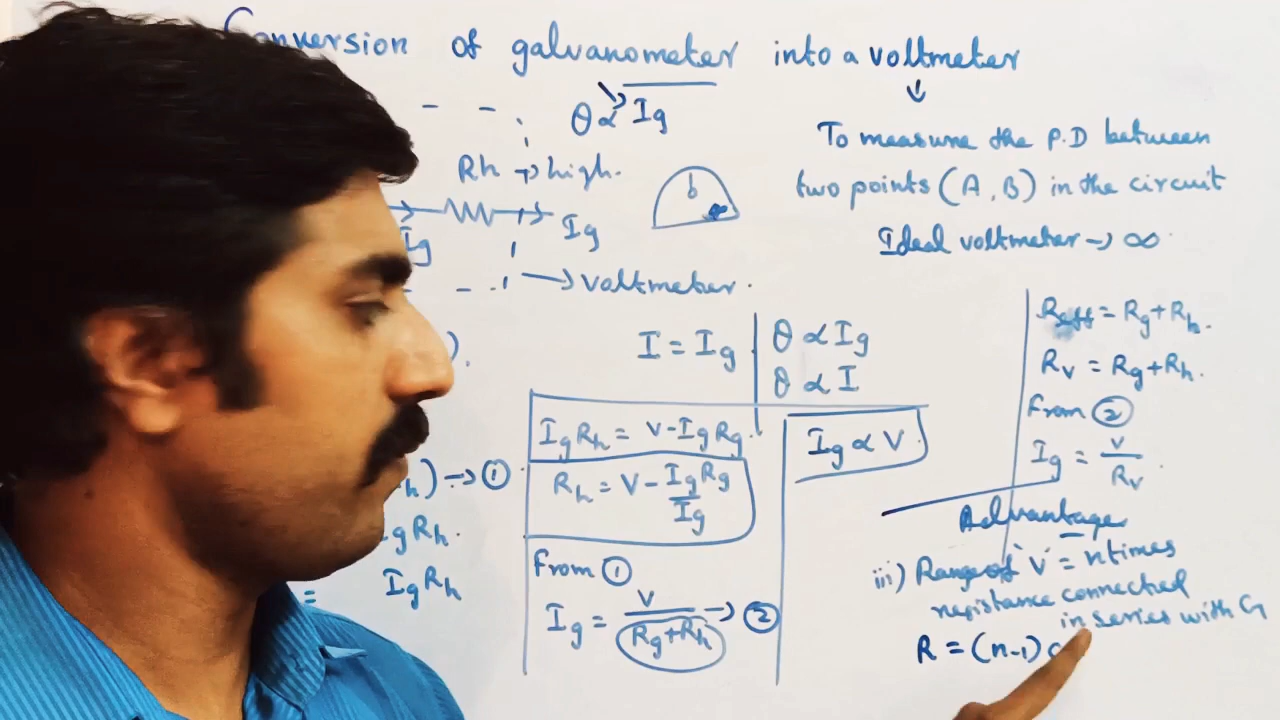 Conversion of galvanometer into a voltmeter
θ ∝ Ig
Rh → high.
Ig
Ig
→ voltmeter.
To measure the P.D between
two points (A, B) in the circuit
Ideal voltmeter → ∞
).
I = Ig
θ ∝ Ig
θ ∝ I
h) → ①
IgRh.
= IgRh
IgRh = V - IgRg.
Rh = V - IgRg
Ig
From ①
Ig = V / Rg+Rh → ②
Ig ∝ V
Reff = Rg + Rh.
Rv = Rg + Rh.
From ②
Ig = V / Rv.
Advantages
iii) Range of 'V' = n times
resistance connected
in series with G
R = (n-1) G